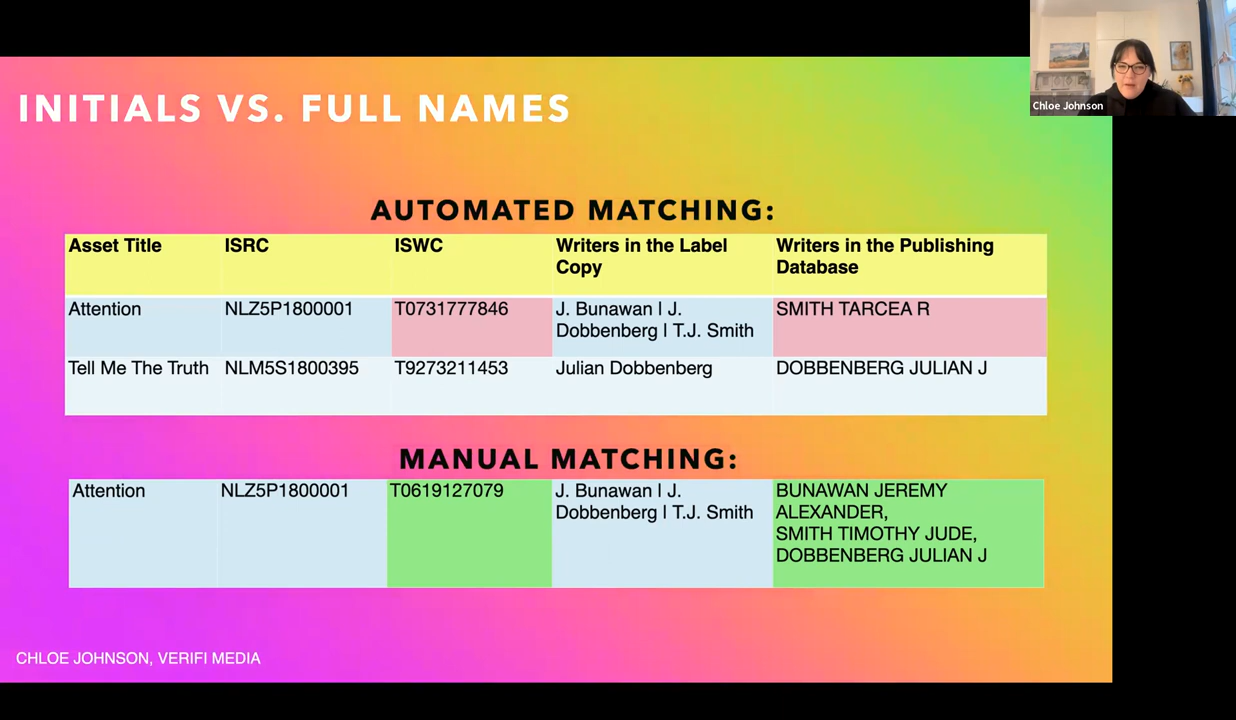 Chloe Johnson
INITIALS VS. FULL NAMES
AUTOMATED MATCHING:
Asset Title ISRC ISWC Writers in the Label Writers in the Publishing
Copy Database
Attention NLZ5P1800001 T0731777846 J. Bunawan | J. SMITH TARCEA R
Dobbenberg | T.J. Smith
Tell Me The Truth NLM5S1800395 T9273211453 Julian Dobbenberg DOBBENBERG JULIAN J
MANUAL MATCHING:
Attention NLZ5P1800001 T0619127079 J. Bunawan | J. BUNAWAN JEREMY
Dobbenberg | T.J. Smith ALEXANDER,
SMITH TIMOTHY JUDE,
DOBBENBERG JULIAN J
CHLOE JOHNSON, VERIFI MEDIA